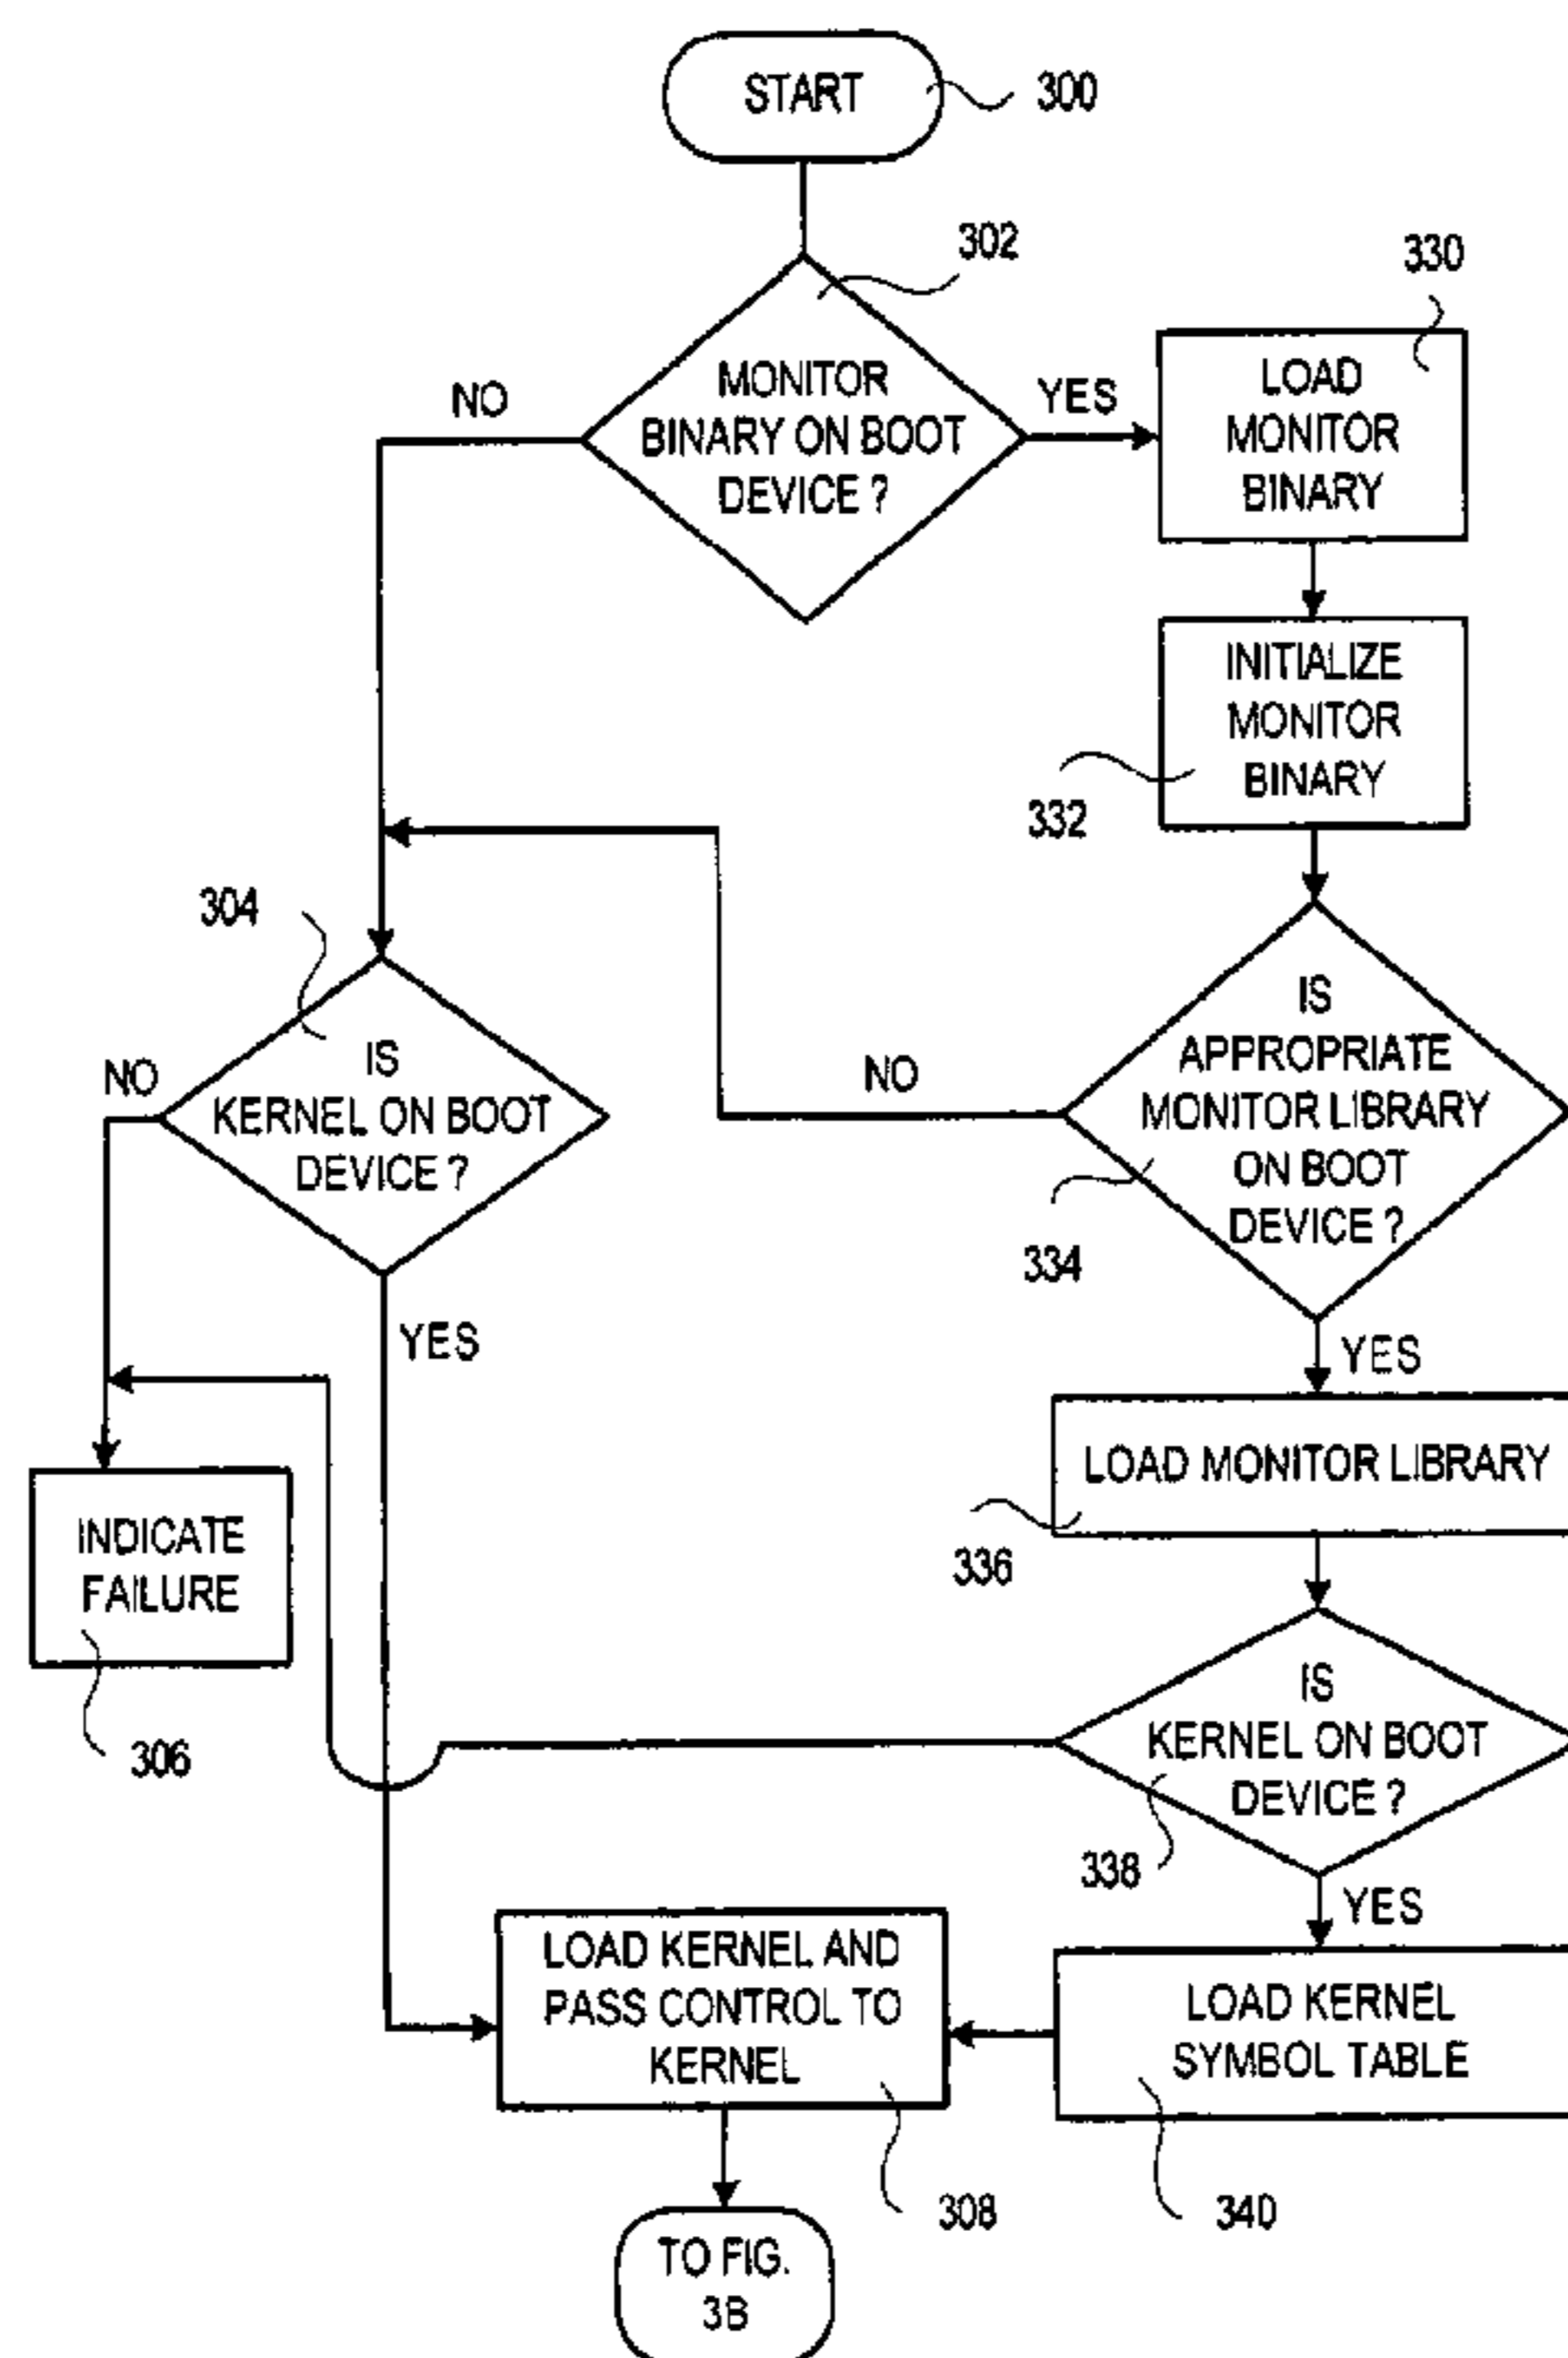 START
300
302
330
MONITOR
BINARY ON BOOT
DEVICE ?
NO
YES
LOAD
MONITOR
BINARY
INITIALIZE
MONITOR
BINARY
332
304
IS
KERNEL ON BOOT
DEVICE ?
NO
YES
IS
APPROPRIATE
MONITOR LIBRARY
ON BOOT
DEVICE ?
NO
334
YES
INDICATE
FAILURE
306
LOAD MONITOR LIBRARY
336
IS
KERNEL ON BOOT
DEVICE ?
338
YES
LOAD KERNEL AND
PASS CONTROL TO
KERNEL
308
LOAD KERNEL
SYMBOL TABLE
340
TO FIG.
3B